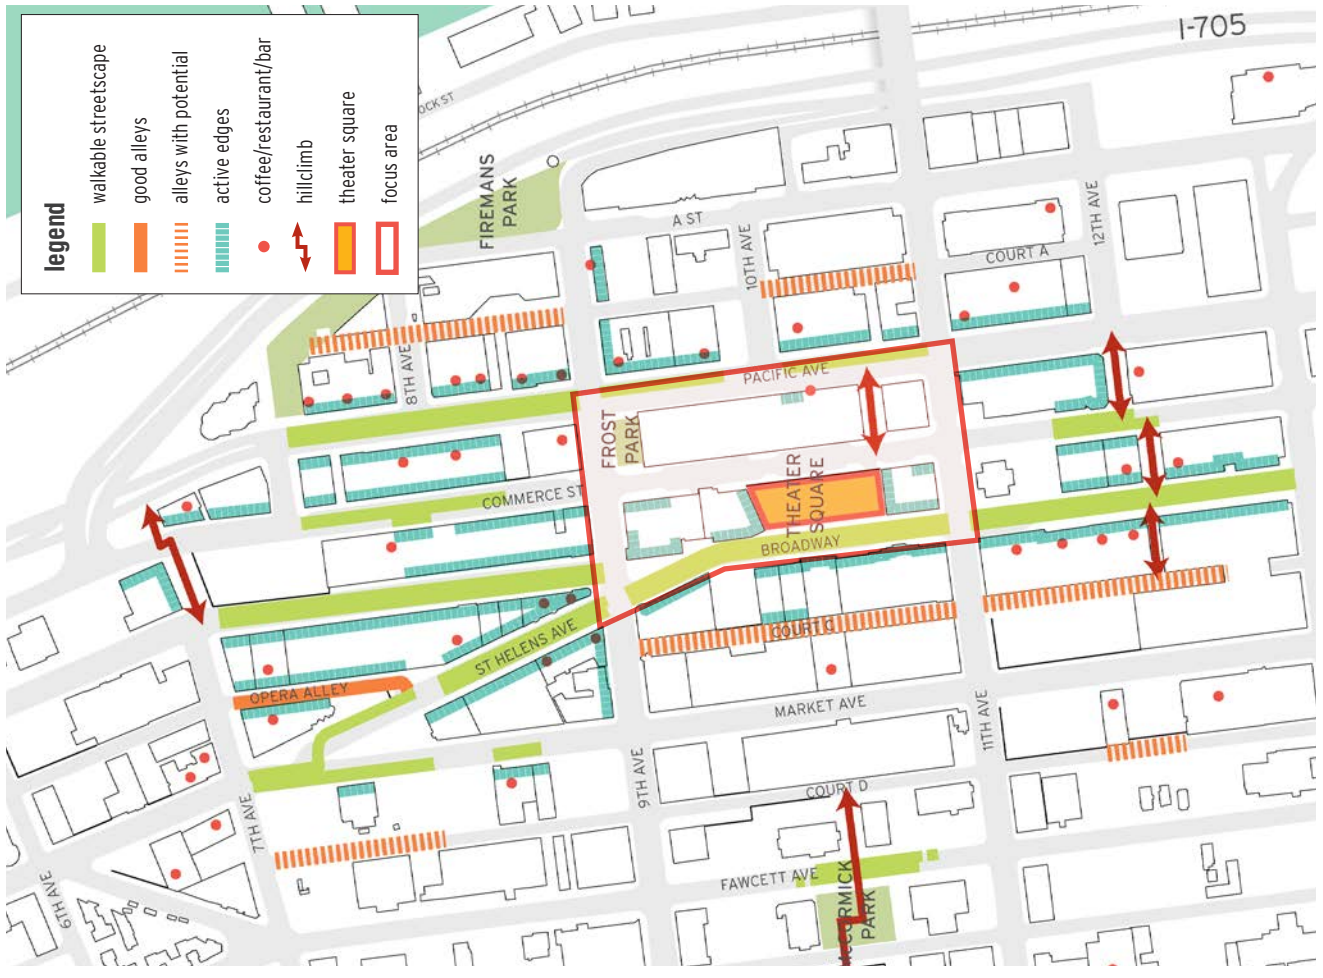 legend
walkable streetscape
good alleys
alleys with potential
active edges
coffee/restaurant/bar
hillclimb
theater square
focus area
I-705
OCK ST
FIREMANS
PARK
A ST
10TH AVE
12TH AVE
COURT A
8TH AVE
PACIFIC AVE
FROST
PARK
COMMERCE ST
THEATER
SQUARE
BROADWAY
ST HELENS AVE
COURT C
OPERA ALLEY
MARKET AVE
11TH AVE
9TH AVE
7TH AVE
COURT D
6TH AVE
FAWCETT AVE
McCORMICK
PARK